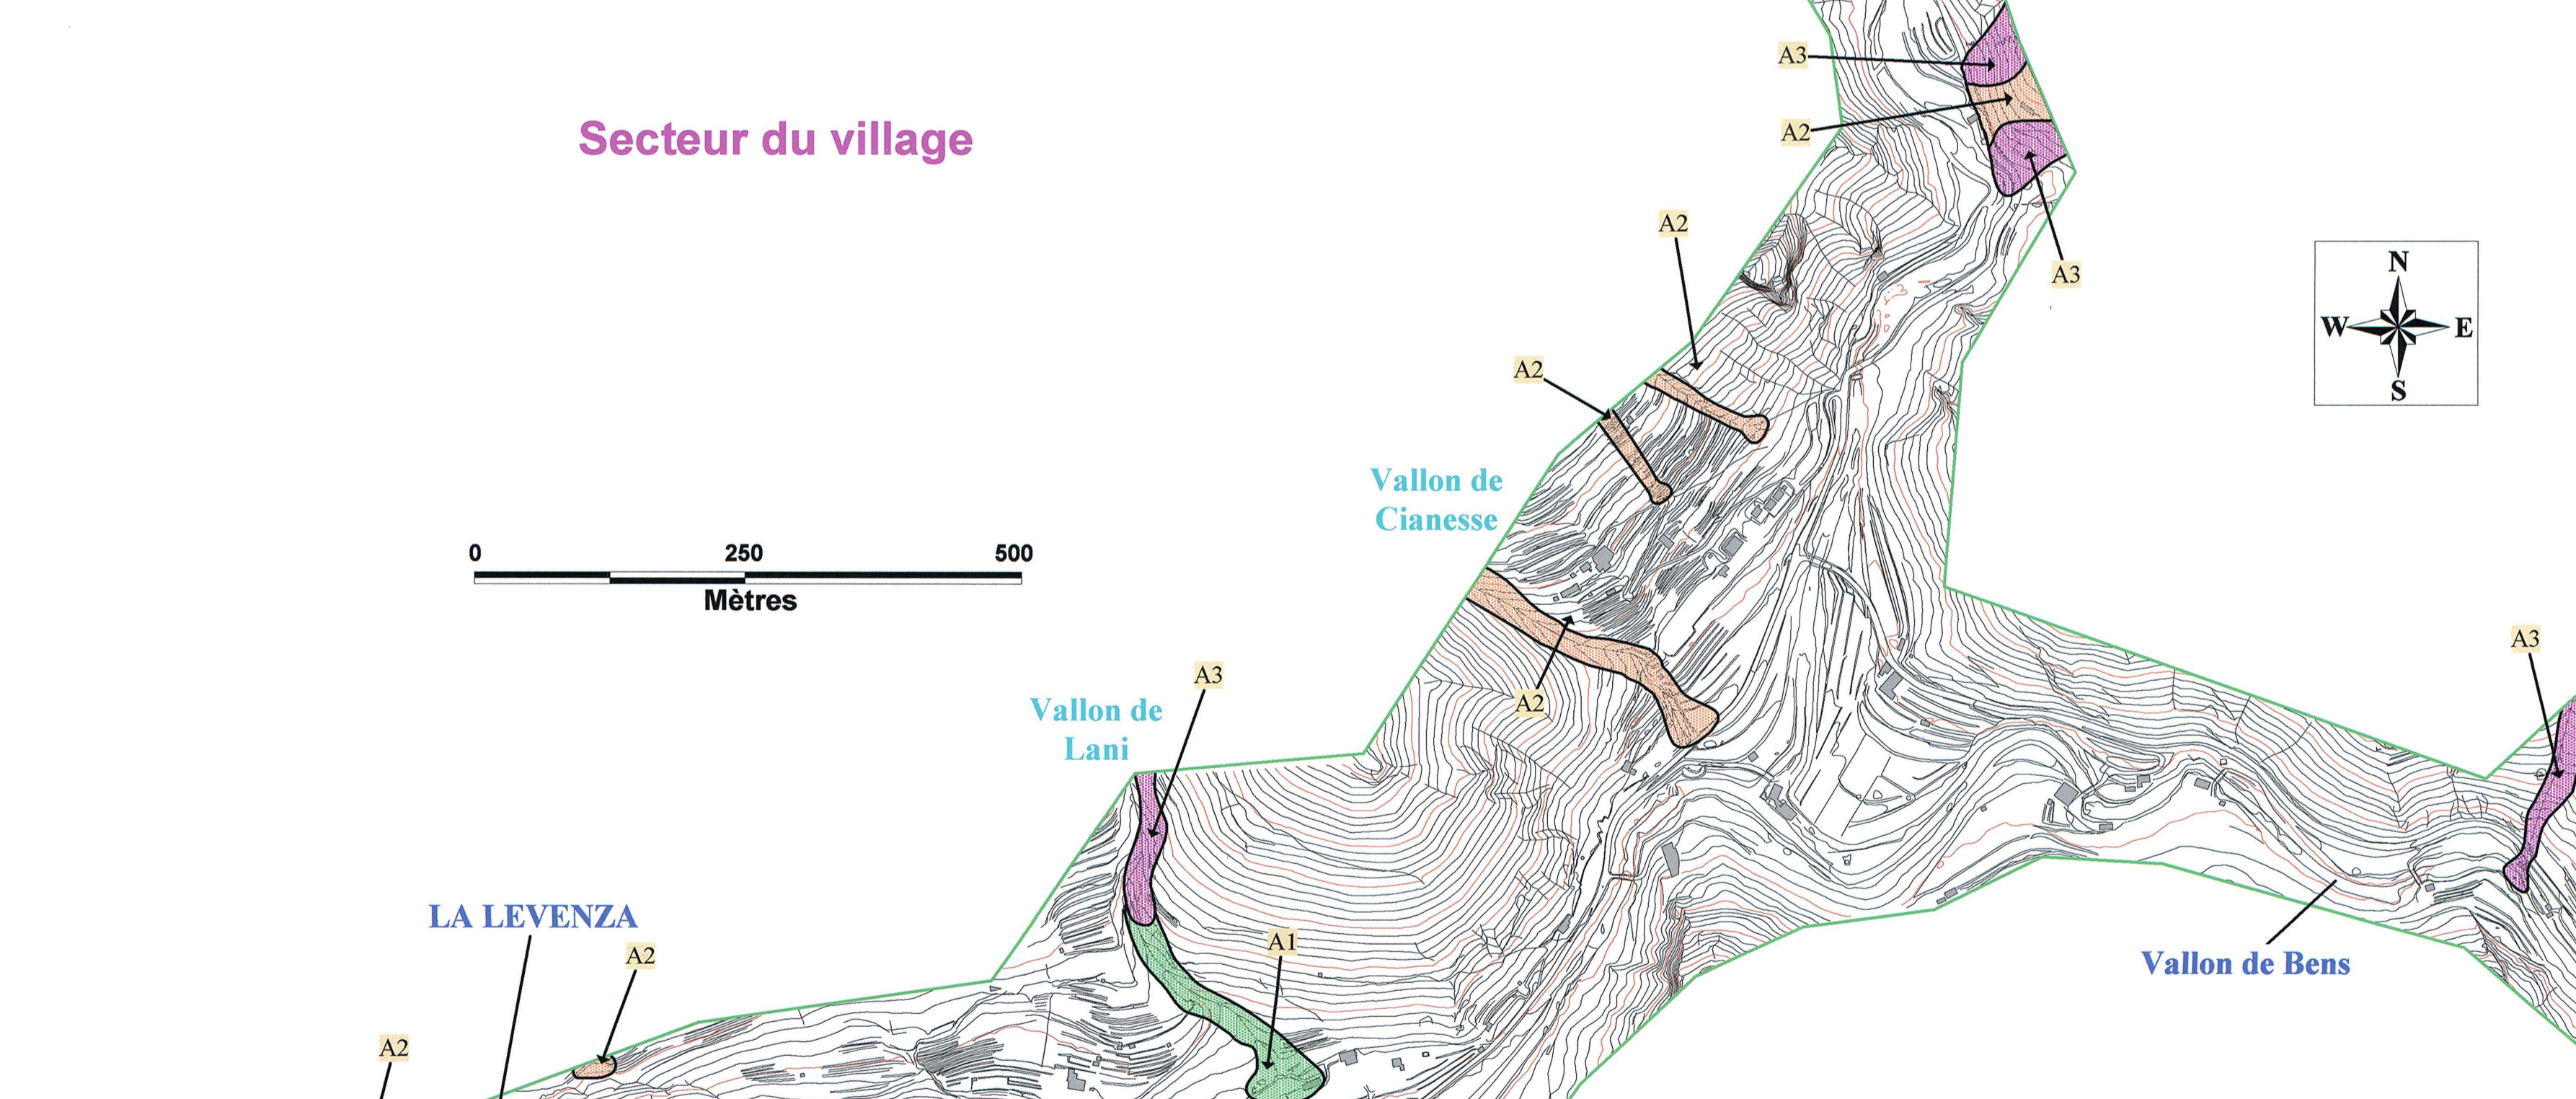 A3
Secteur du village
A2
A2
A3
N
W E
S
A2
Vallon de
Cianesse
0 250 500
Mètres
A3
A3
A2
Vallon de
Lani
LA LEVENZA
A2
A1
Vallon de Bens
A2